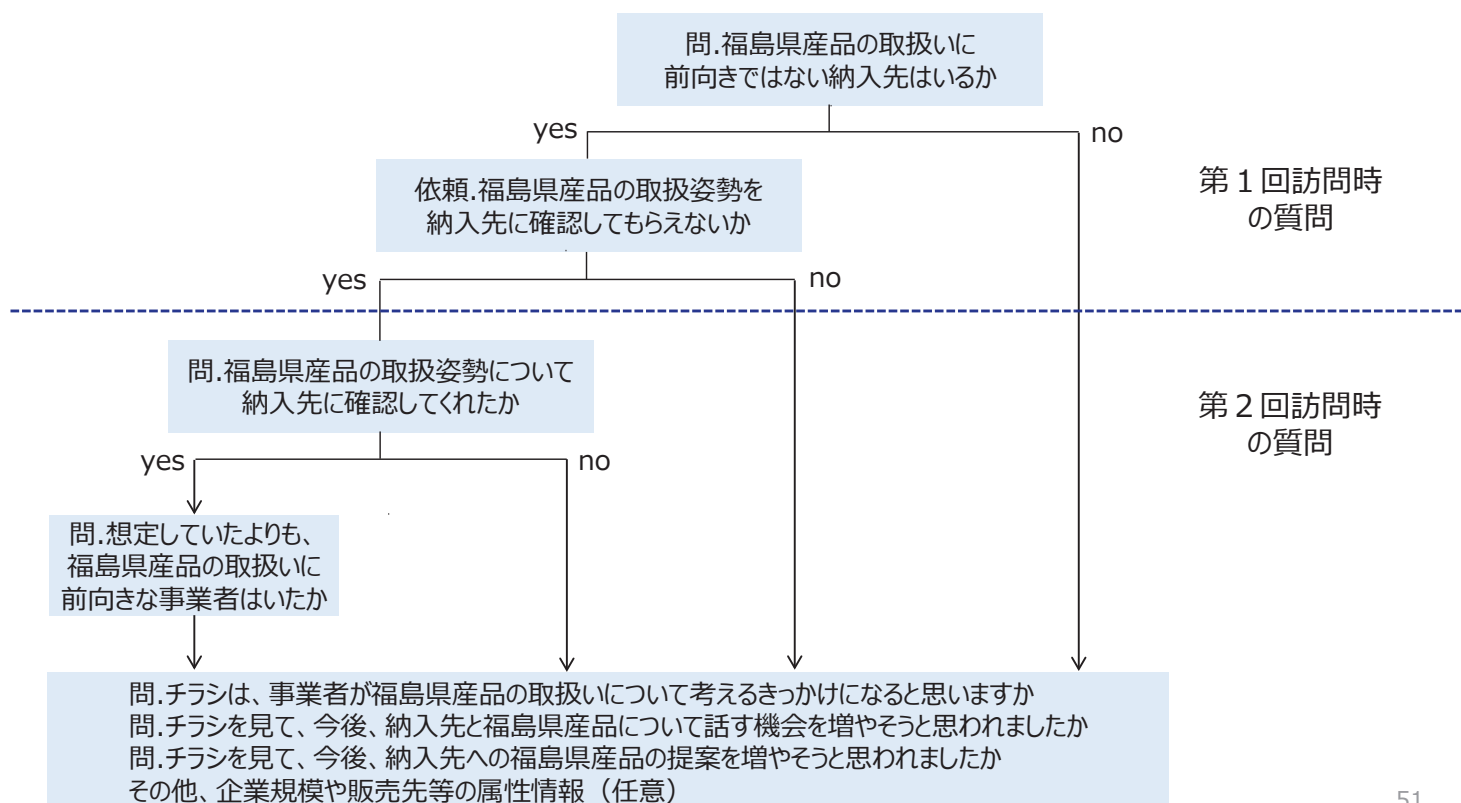 問.福島県産品の取扱いに
前向きではない納入先はいるか
yes
no
依頼.福島県産品の取扱姿勢を
納入先に確認してもらえないか
第１回訪問時
の質問
yes
no
問.福島県産品の取扱姿勢について
納入先に確認してくれたか
第２回訪問時
の質問
yes
no
問.想定していたよりも、
福島県産品の取扱いに
前向きな事業者はいたか
問.チラシは、事業者が福島県産品の取扱いについて考えるきっかけになると思いますか
問.チラシを見て、今後、納入先と福島県産品について話す機会を増やそうと思われましたか
問.チラシを見て、今後、納入先への福島県産品の提案を増やそうと思われましたか
その他、企業規模や販売先等の属性情報（任意）
51